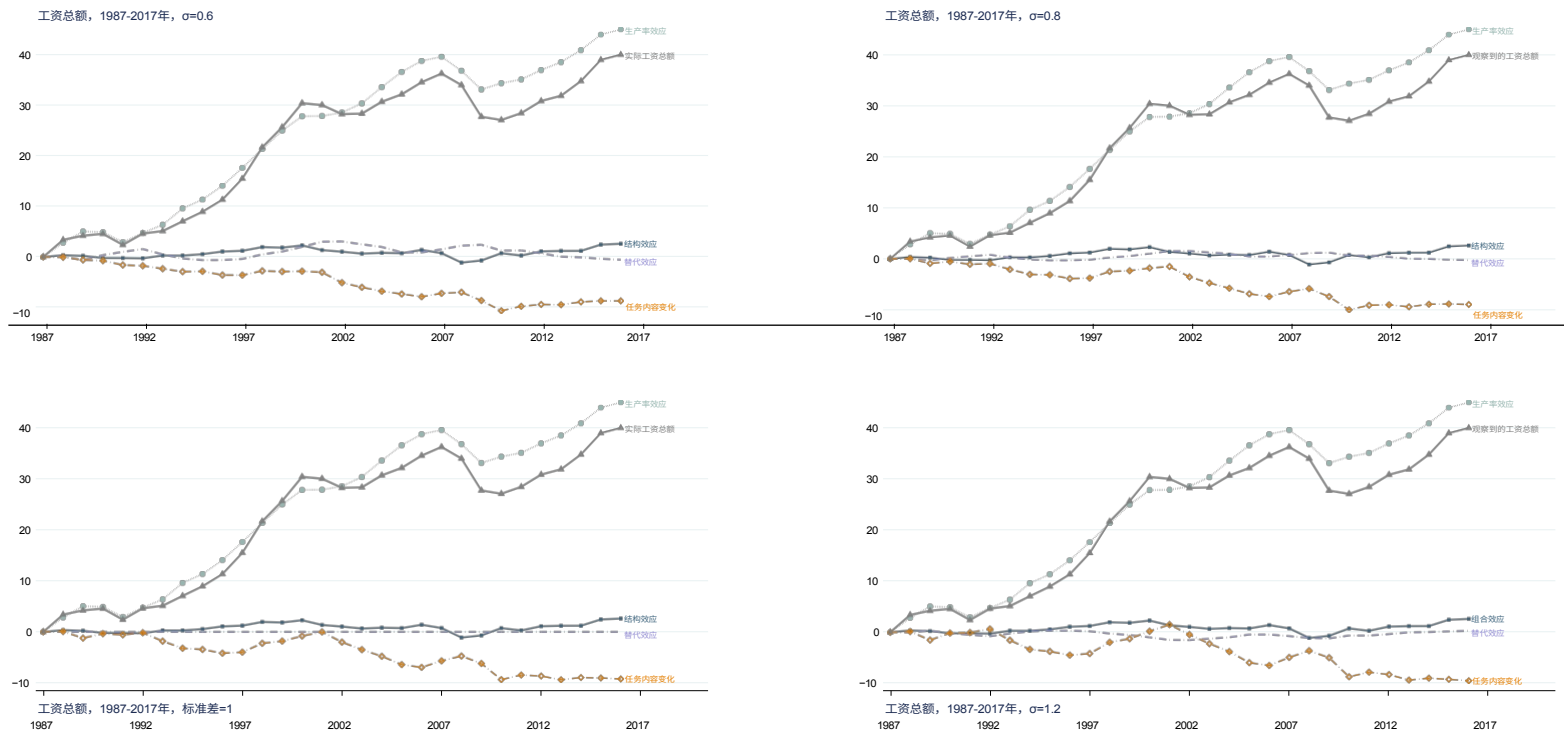 工资总额，1987-2017年，σ=0.6
生产率效应
40
实际工资总额
30
20
10
结构效应
0
替代效应
任务内容变化
−10
1987
1992
1997
2002
2007
2012
2017
工资总额，1987-2017年，σ=0.8
生产率效应
40
观察到的工资总额
30
20
10
结构效应
0
替代效应
任务内容变化
−10
1987
1992
1997
2002
2007
2012
2017
生产率效应
40
实际工资总额
30
20
10
结构效应
0
替代效应
任务内容变化
−10
工资总额，1987-2017年，标准差=1
1987
1992
1997
2002
2007
2012
2017
生产率效应
40
观察到的工资总额
30
20
10
组合效应
0
替代效应
任务内容变化
−10
工资总额，1987-2017年，σ=1.2
1987
1992
1997
2002
2007
2012
2017